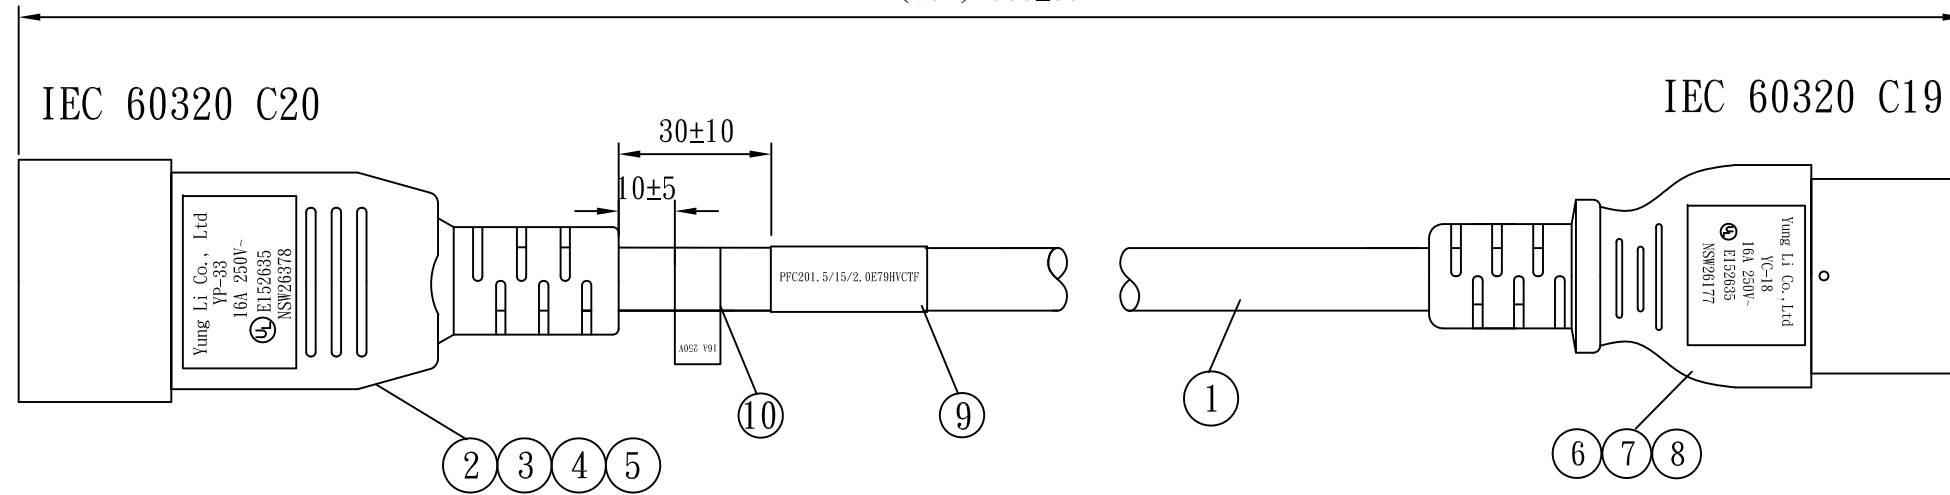 IEC 60320 C20
IEC 60320 C19
30±10
10±5
Yung Li Co., Ltd
YP-33
16A 250V~
UL E152635
NSW26378
16A 250V
PFC201.5/15/2.0E79HVCTF
Yung Li Co., Ltd
YC-18
16A 250V~
UL E152635
NSW26177
10
9
1
2 3 4 5
6 7 8